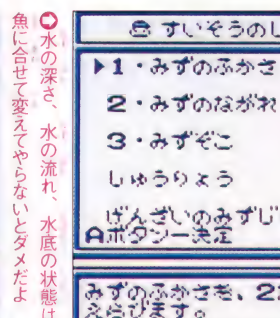 ➲水の深さ、水の流れ、水底の状態は
魚に合せて変えてやらないとダメだよ
すいそうのし
▶1・みずのふかさ
2・みずのながれ
3・みずぞこ
しゅうりょう
げんざいのみずじ
Aボタン－決定
みずのふかさを、2
えらびます。